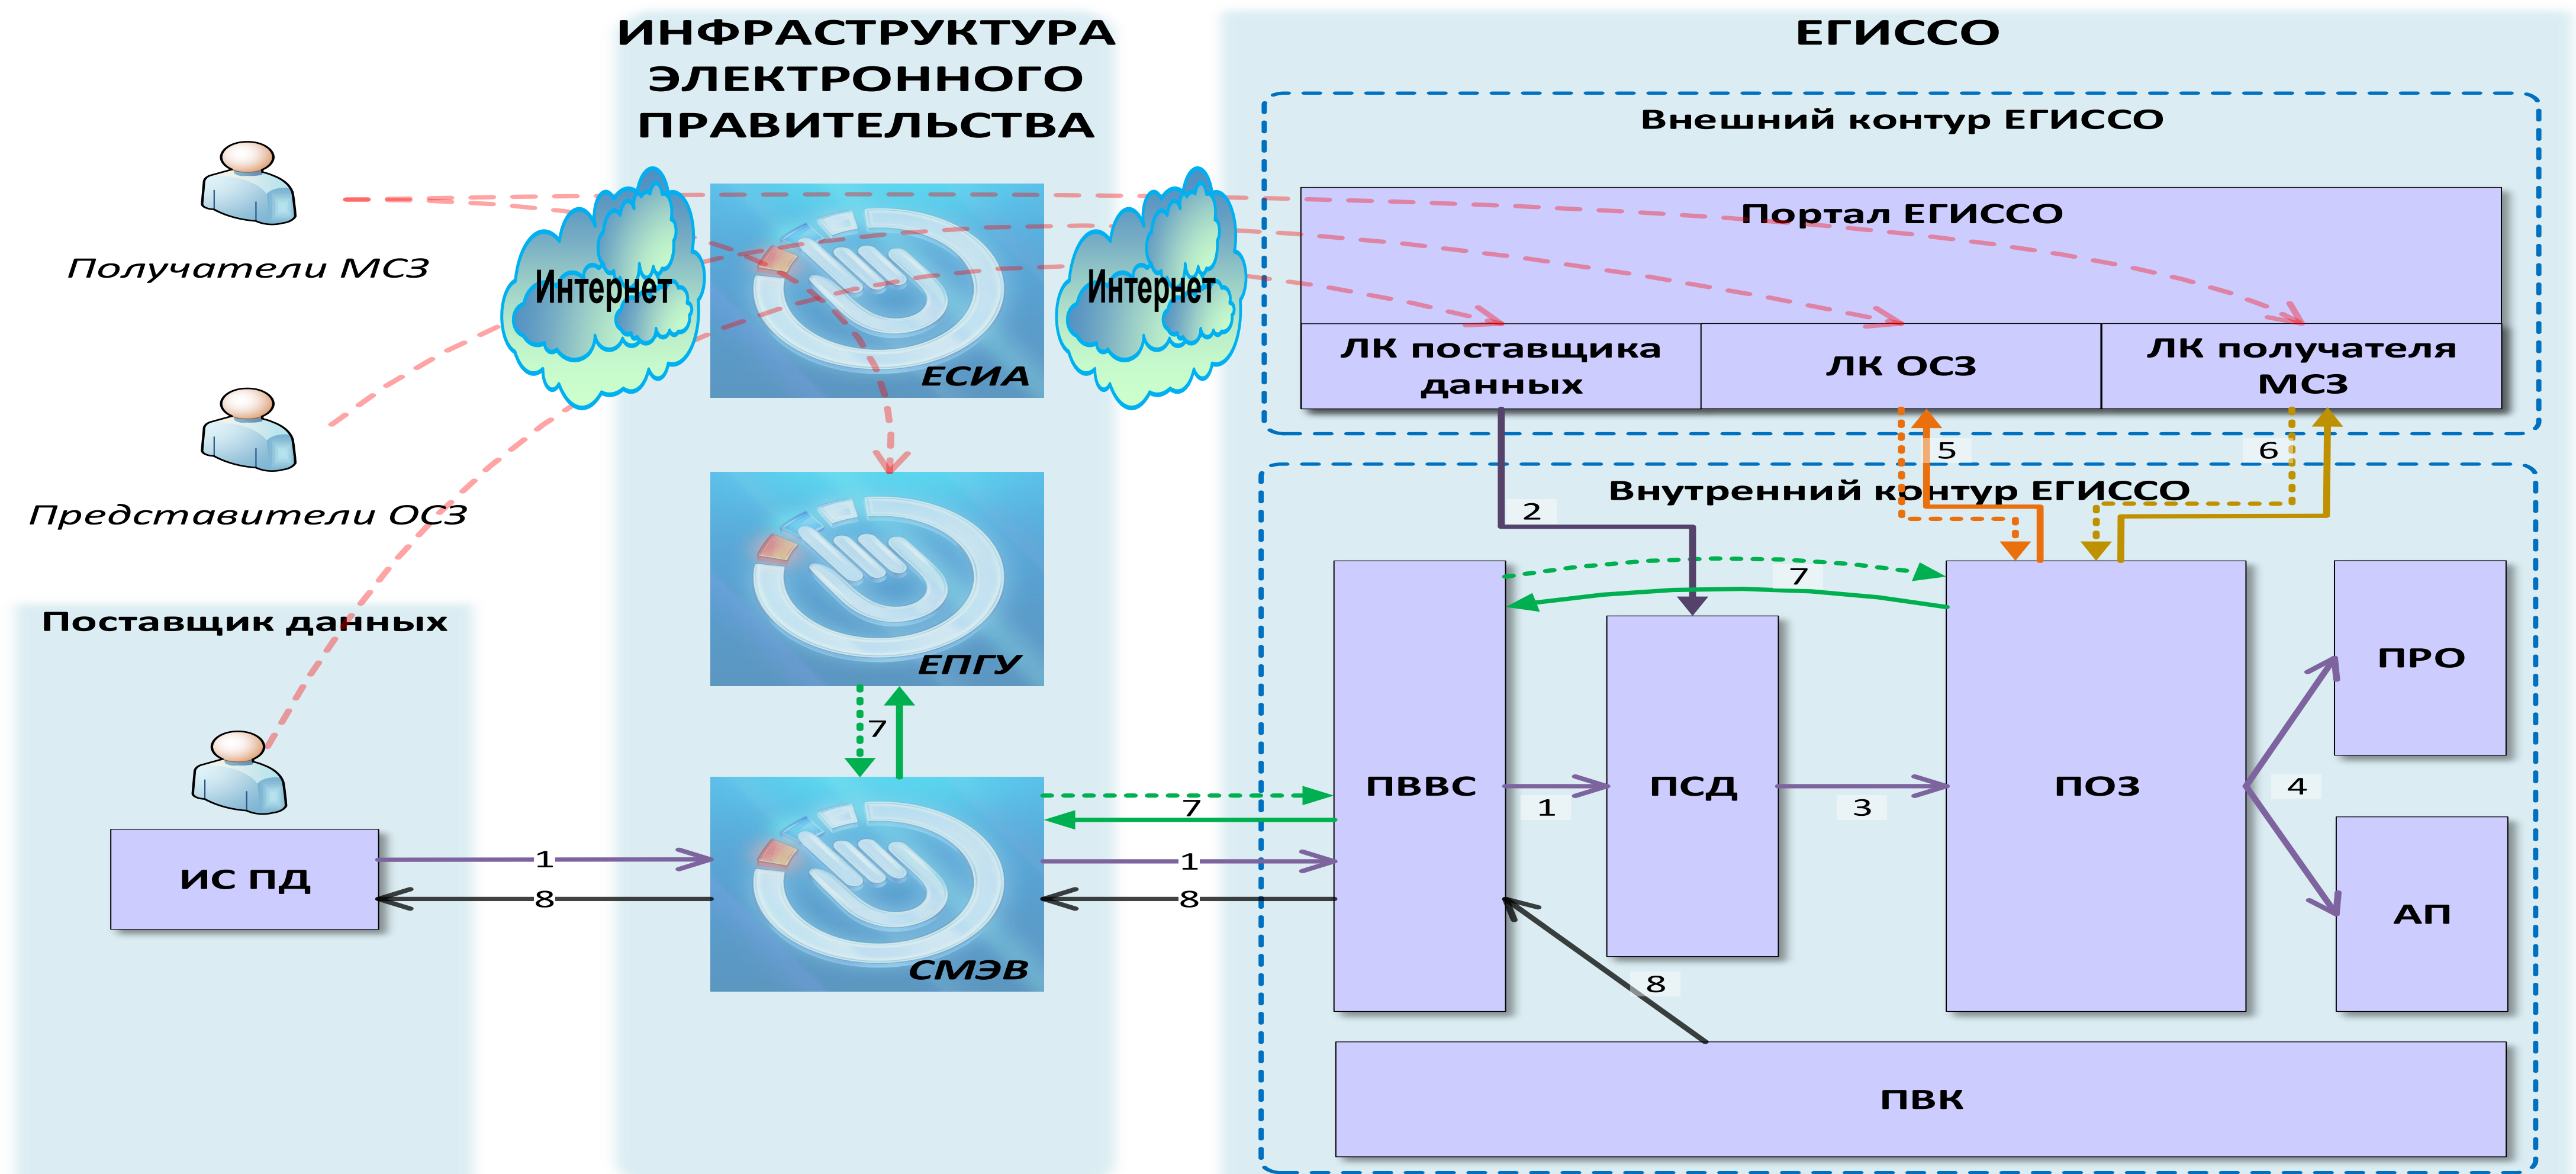 ИНФРАСТРУКТУРА
ЭЛЕКТРОННОГО
ПРАВИТЕЛЬСТВА
ЕГИССО
Внешний контур ЕГИССО
Портал ЕГИССО
Получатели МСЗ
Интернет
Интернет
ЕСИА
ЛК поставщика
данных
ЛК ОСЗ
ЛК получателя
МСЗ
5
6
Представители ОСЗ
Внутренний контур ЕГИССО
2
7
Поставщик данных
ЕПГУ
ПРО
7
7
ИС ПД
1
8
СМЭВ
1
8
ПВВС
1
ПСД
3
ПОЗ
4
АП
8
ПВК